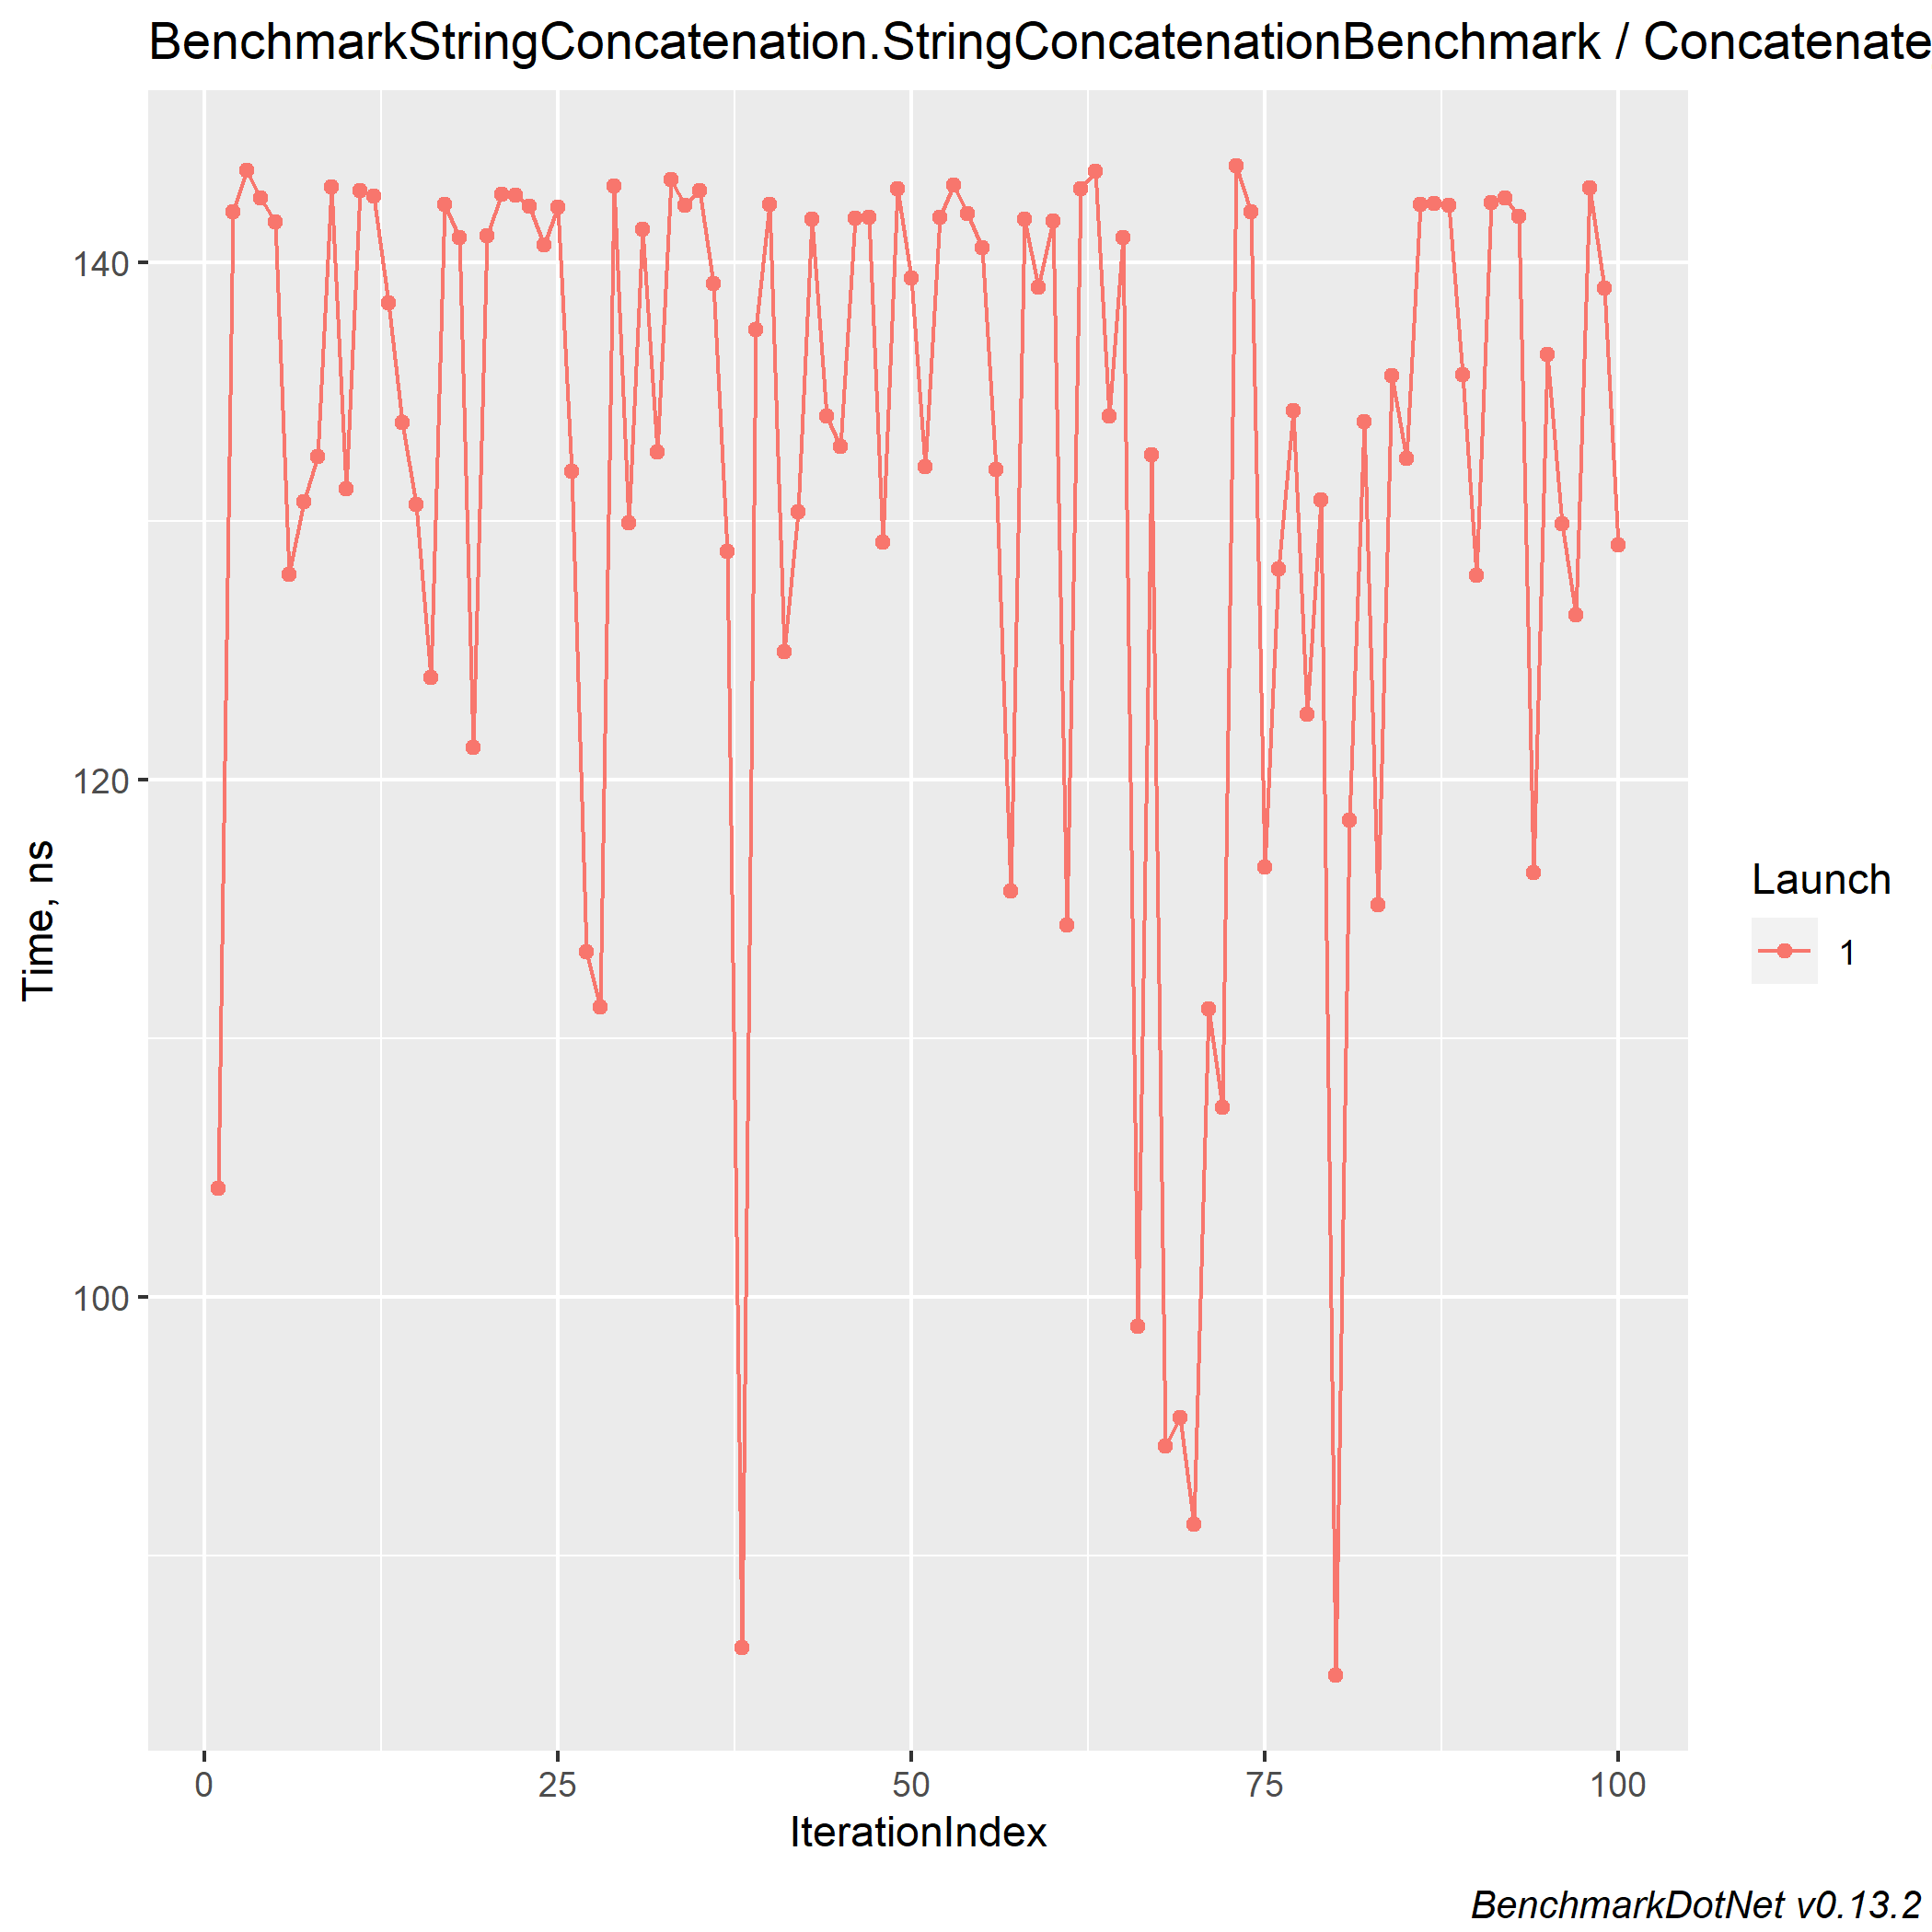 BenchmarkStringConcatenation.StringConcatenationBenchmark / Concatenate
140
120
100
Time, ns
0 25 50 75 100
IterationIndex
Launch
1
BenchmarkDotNet v0.13.2